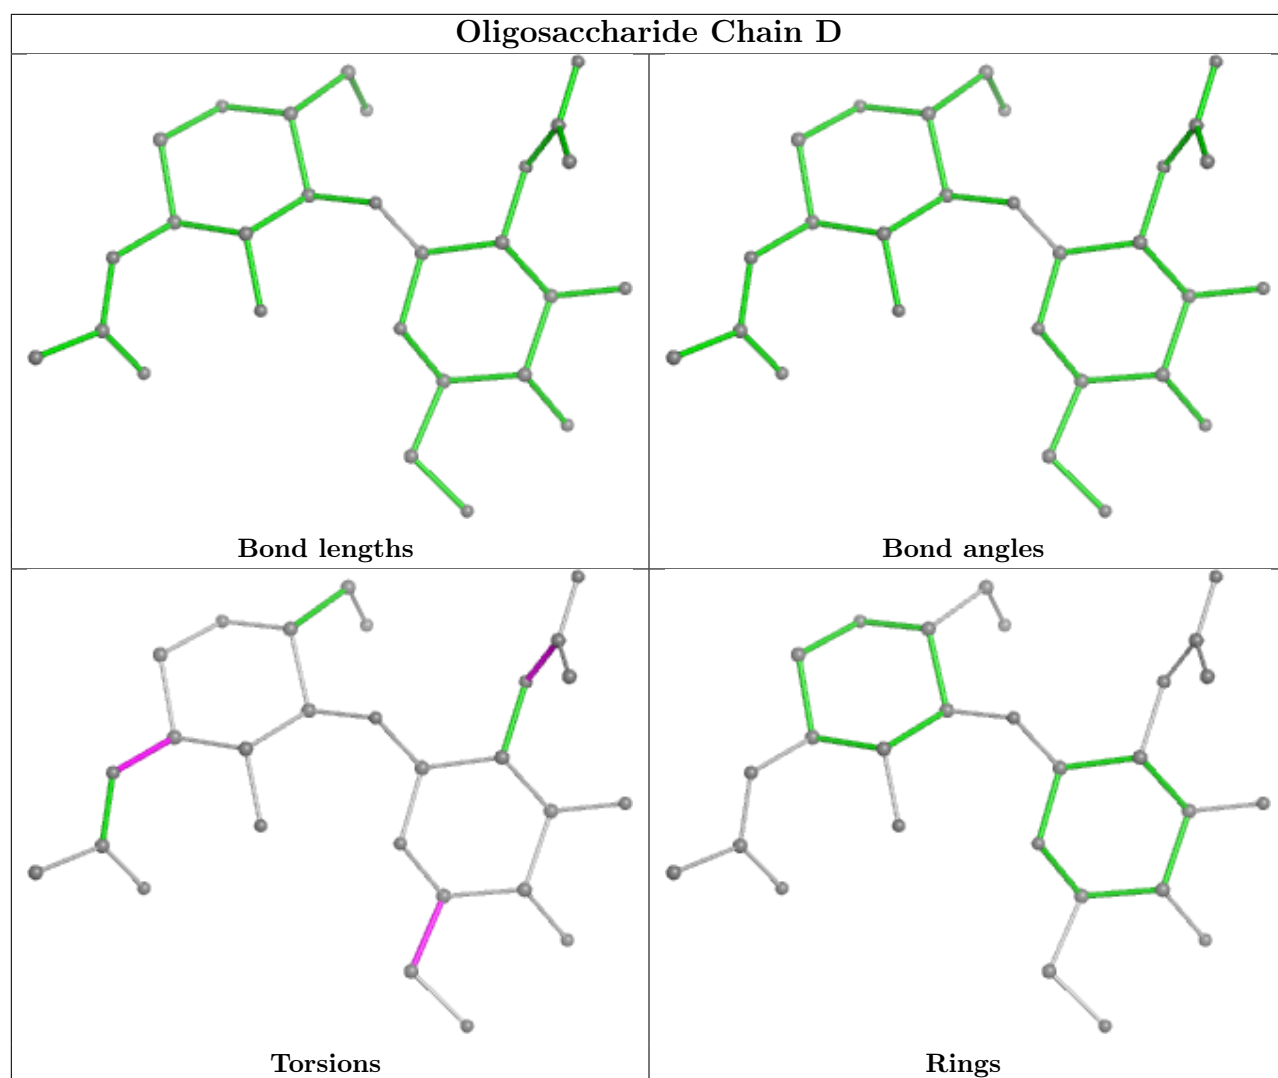 Oligosaccharide Chain D
Bond lengths
Bond angles
Torsions
Rings